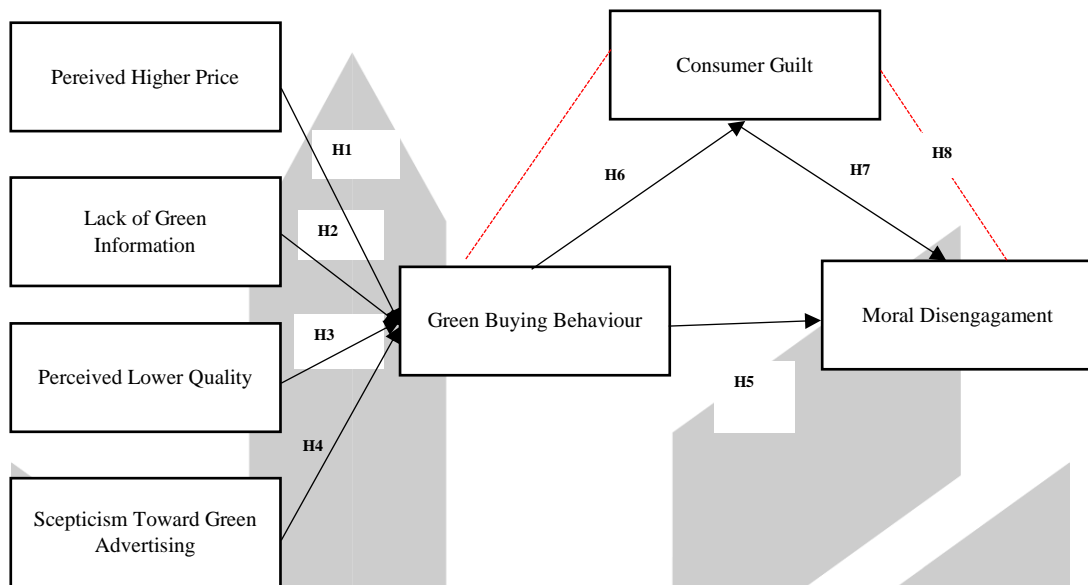 Pereived Higher Price
Consumer Guilt
H1
H6
H7
H8
Lack of Green
Information
H2
Green Buying Behaviour
Moral Disengagament
H3
Perceived Lower Quality
H5
H4
Scepticism Toward Green
Advertising